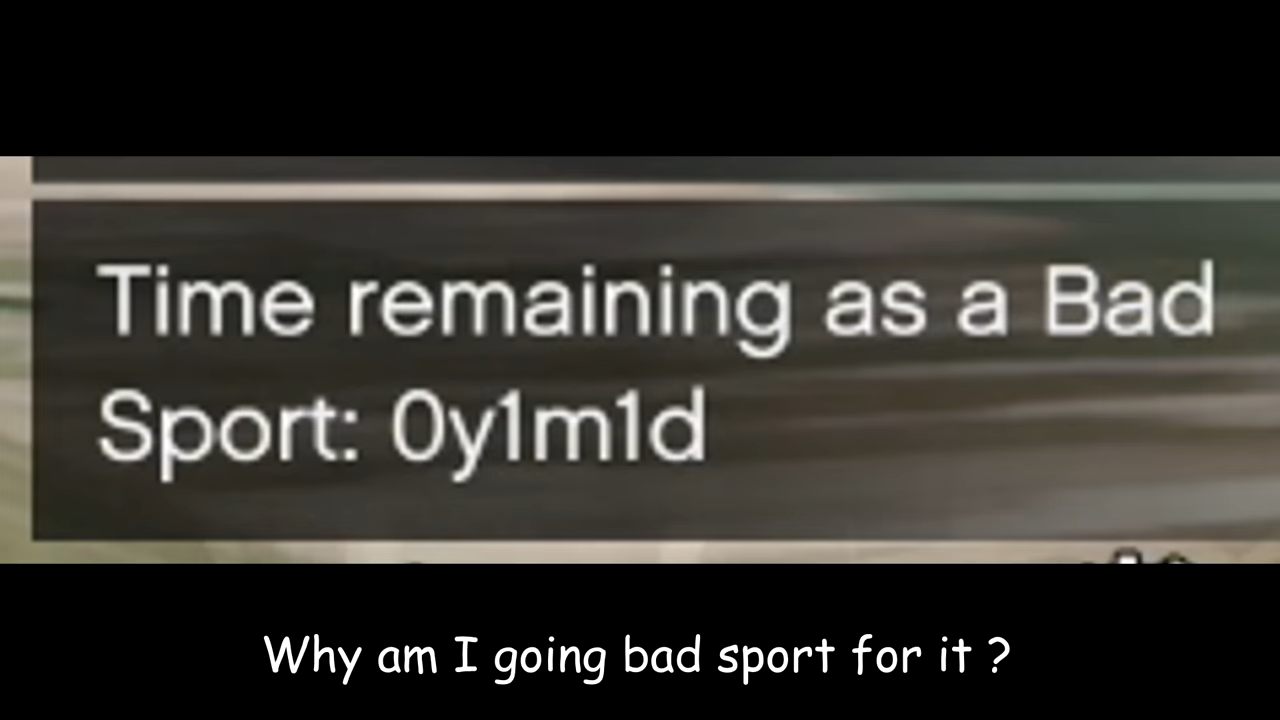 Time remaining as a Bad
Sport: 0y1m1d
Why am I going bad sport for it ?